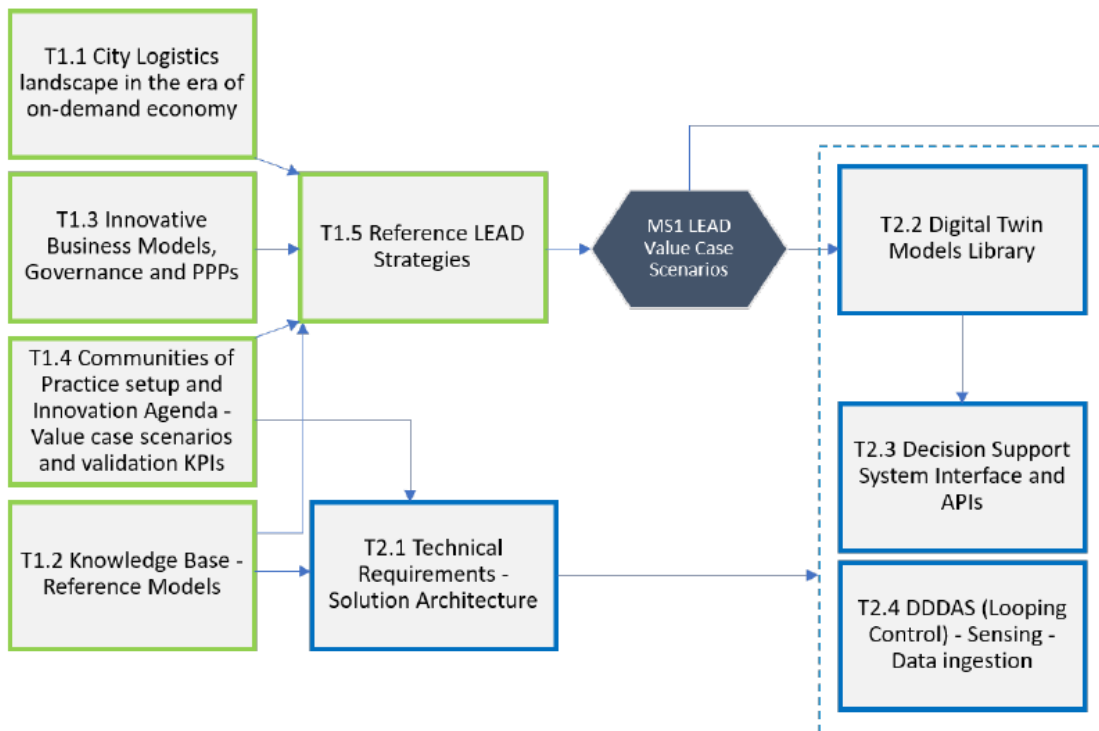 T1.1 City Logistics
landscape in the era of
on-demand economy
T1.3 Innovative
Business Models,
Governance and PPPs
T1.4 Communities of
Practice setup and
Innovation Agenda -
Value case scenarios
and validation KPIs
T1.2 Knowledge Base -
Reference Models
T1.5 Reference LEAD
Strategies
T2.1 Technical
Requirements -
Solution Architecture
MS1 LEAD
Value Case
Scenarios
T2.2 Digital Twin
Models Library
T2.3 Decision Support
System Interface and
APIs
T2.4 DDDAS (Looping
Control) - Sensing -
Data ingestion